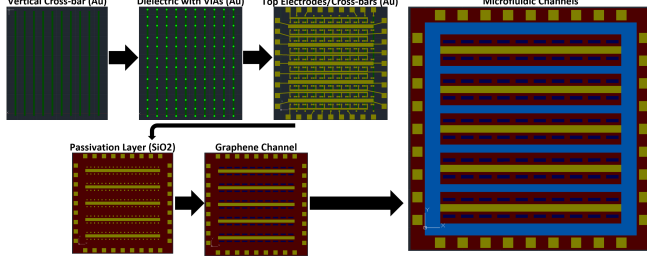 Vertical Cross-bar (Au)
Dielectric with VIAs (Au)
Top Electrodes/Cross-bars (Au)
Microfluidic Channels
Passivation Layer (SiO2)
Graphene Channel